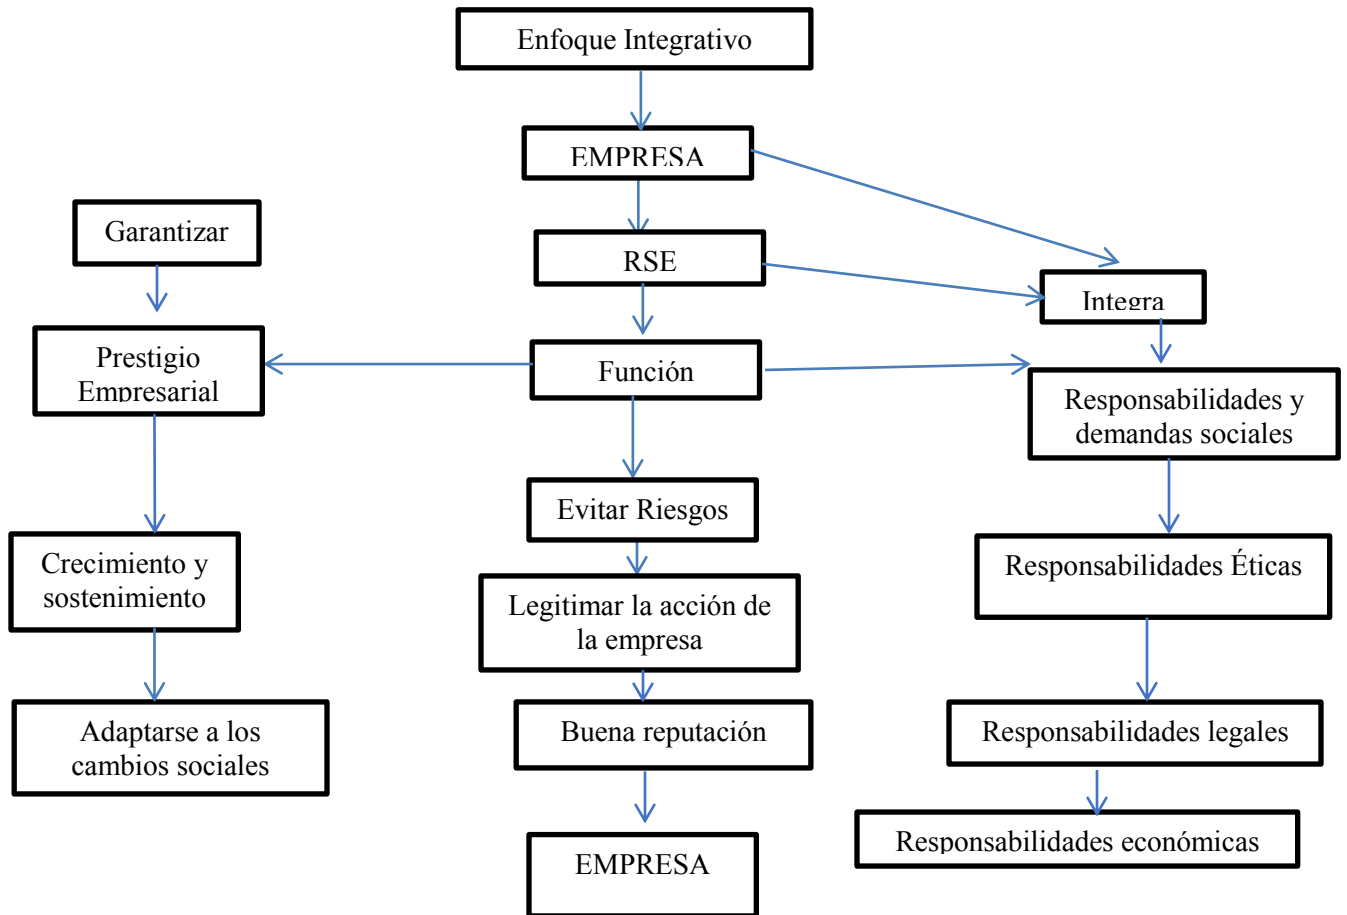 Enfoque Integrativo
EMPRESA
Garantizar
RSE
Integra
Prestigio
Empresarial
Función
Responsabilidades y
demandas sociales
Evitar Riesgos
Crecimiento y
sostenimiento
Responsabilidades Éticas
Legitimar la acción de
la empresa
Adaptarse a los
cambios sociales
Buena reputación
Responsabilidades legales
Responsabilidades económicas
EMPRESA